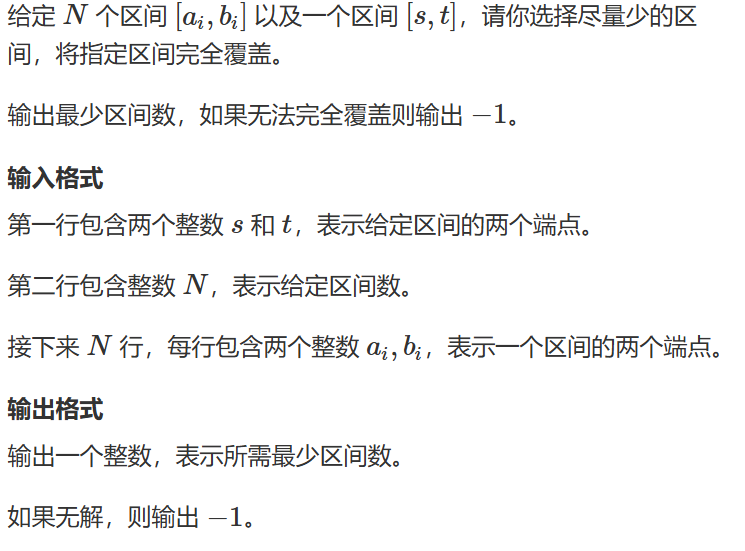 给定 N 个区间 [aᵢ, bᵢ] 以及一个区间 [s, t]，请你选择尽量少的区
间，将指定区间完全覆盖。
输出最少区间数，如果无法完全覆盖则输出 −1。
输入格式
第一行包含两个整数 s 和 t，表示给定区间的两个端点。
第二行包含整数 N，表示给定区间数。
接下来 N 行，每行包含两个整数 aᵢ, bᵢ，表示一个区间的两个端点。
输出格式
输出一个整数，表示所需最少区间数。
如果无解，则输出 −1。